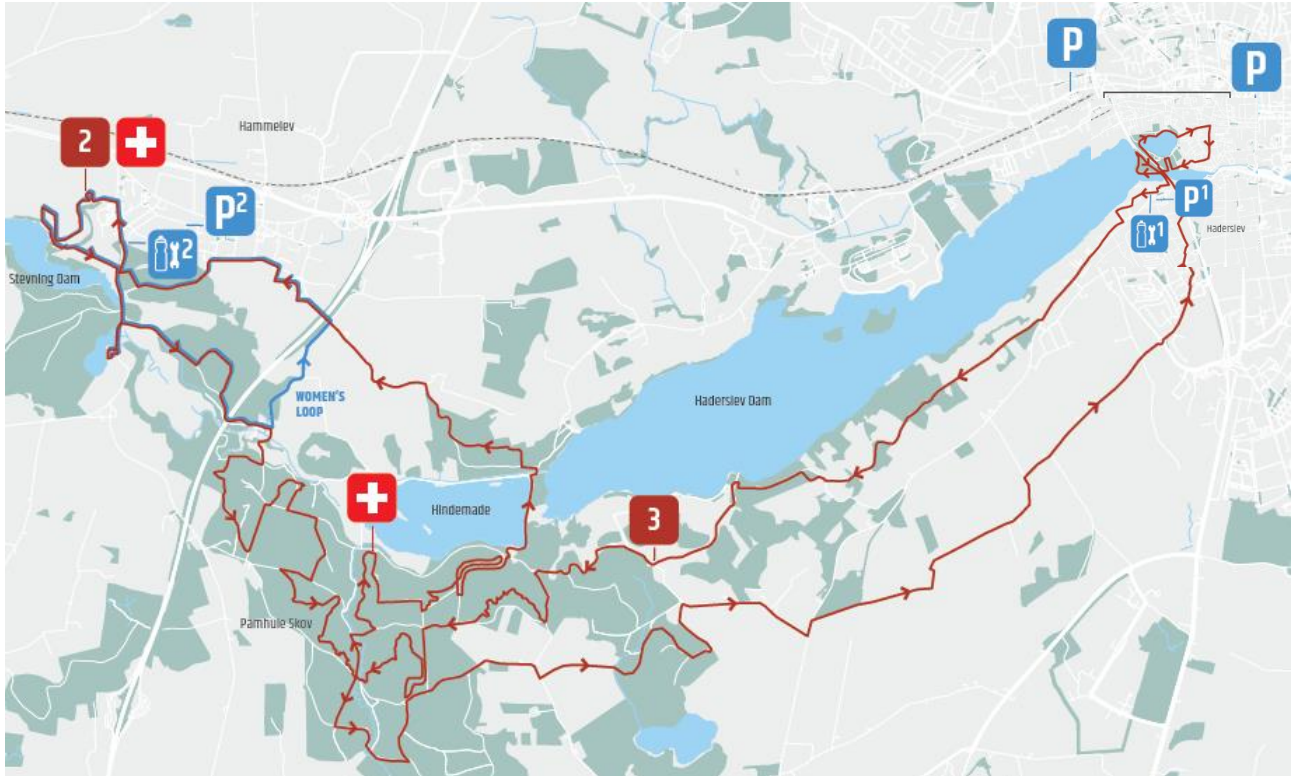 P
P
2
Hammelev
P2
2
P1
1
Haderslev
Stevning Dam
WOMEN'S
LOOP
Haderslev Dam
Hindemade
3
Pamhule Skov